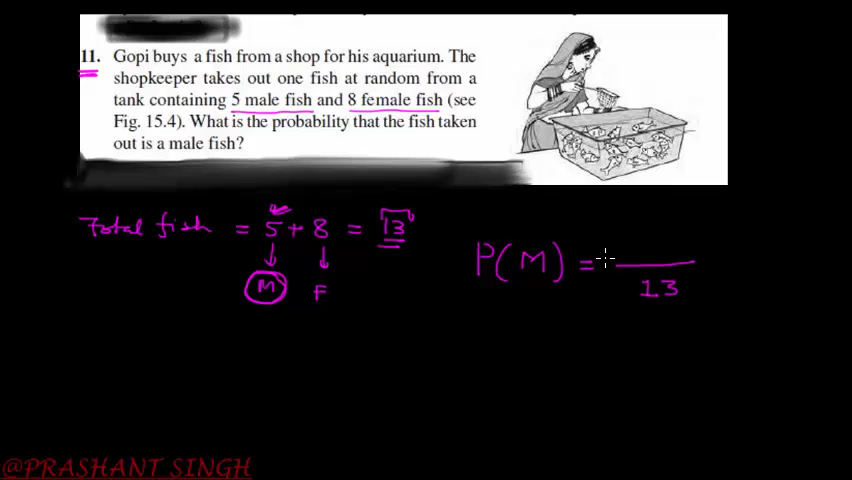 11. Gopi buys a fish from a shop for his aquarium. The
shopkeeper takes out one fish at random from a
tank containing 5 male fish and 8 female fish (see
Fig. 15.4). What is the probability that the fish taken
out is a male fish?
Total fish = 5 + 8 = 13
M F
P(M) =
13
@PRASHANT SINGH